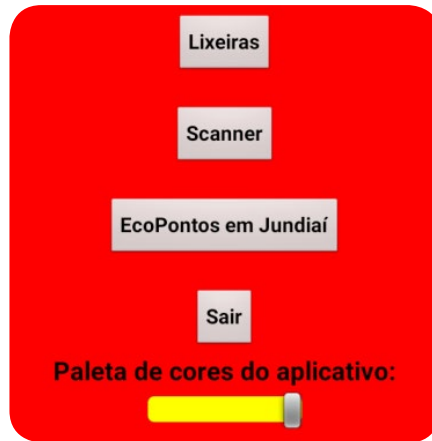 Lixeiras
Scanner
EcoPontos em Jundiaí
Sair
Paleta de cores do aplicativo: